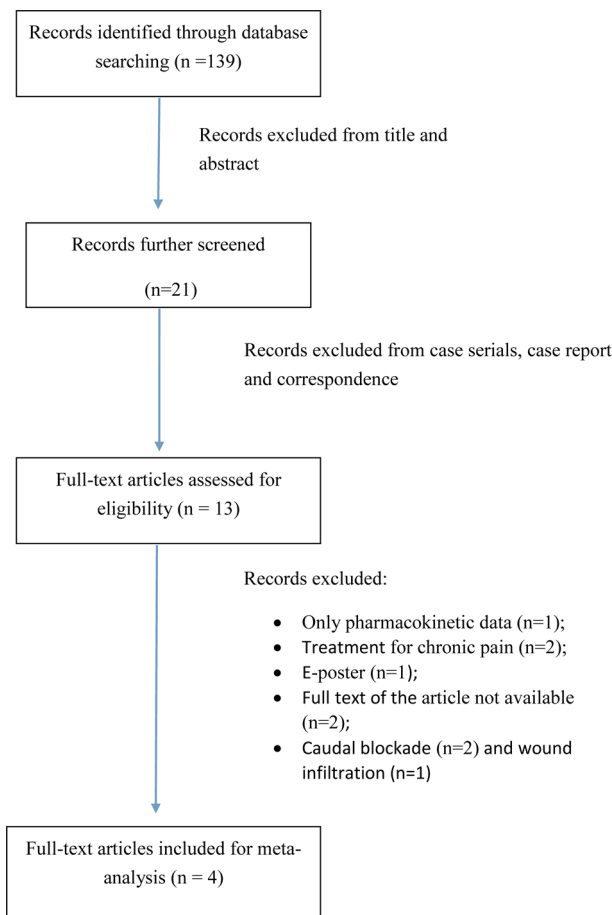 Records identified through database
searching (n =139)
Records excluded from title and
abstract
Records further screened
(n=21)
Records excluded from case serials, case report
and correspondence
Full-text articles assessed for
eligibility (n = 13)
Records excluded:
• Only pharmacokinetic data (n=1);
• Treatment for chronic pain (n=2);
• E-poster (n=1);
• Full text of the article not available
(n=2);
• Caudal blockade (n=2) and wound
infiltration (n=1)
Full-text articles included for meta-
analysis (n = 4)